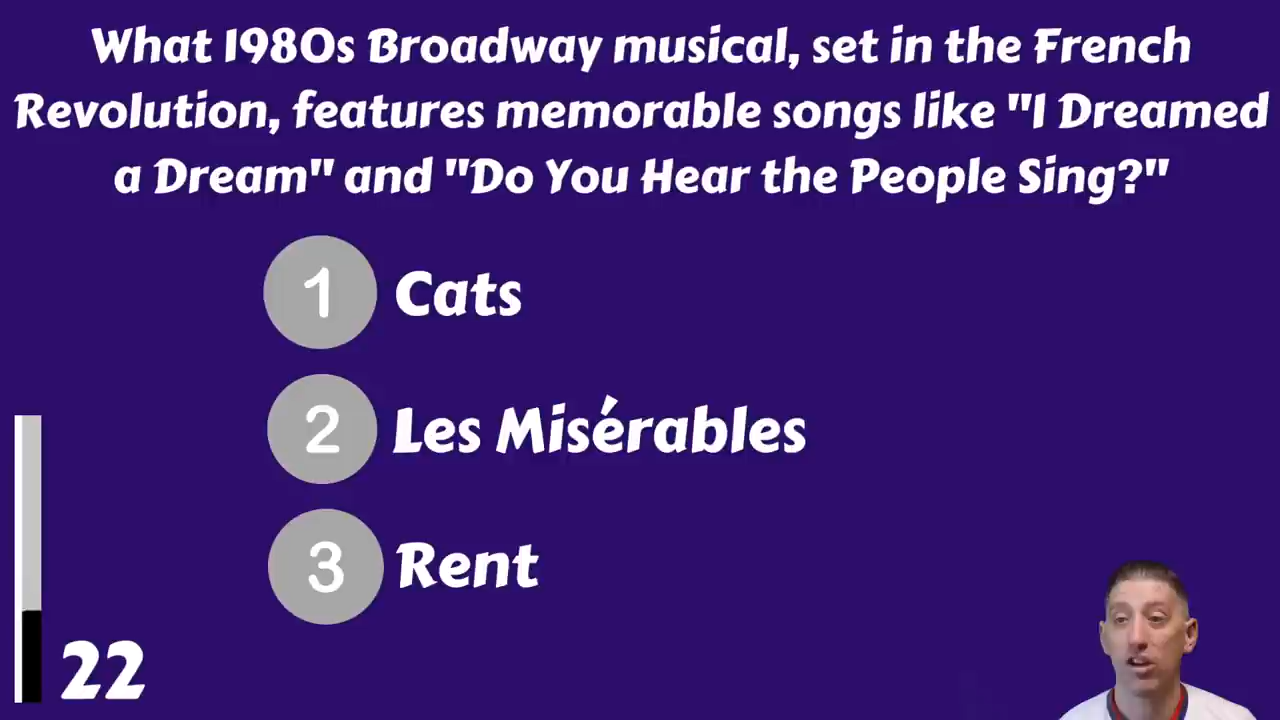 What 1980s Broadway musical, set in the French
Revolution, features memorable songs like "I Dreamed
a Dream" and "Do You Hear the People Sing?"
1 Cats
2 Les Misérables
3 Rent
22